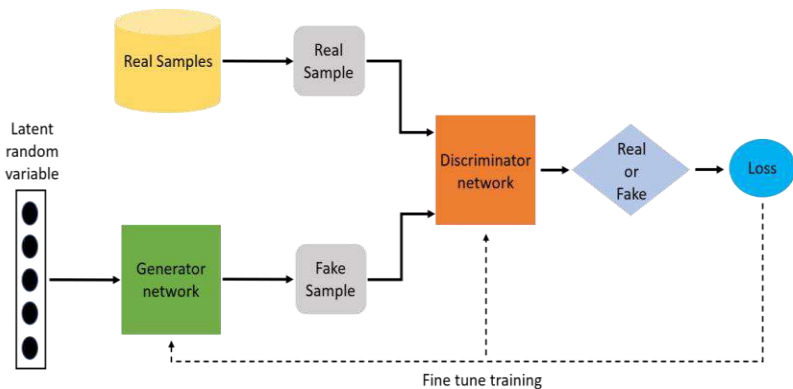 Real Samples
Real
Sample
Latent
random
variable
Discriminator
network
Real
or
Fake
Loss
Generator
network
Fake
Sample
Fine tune training